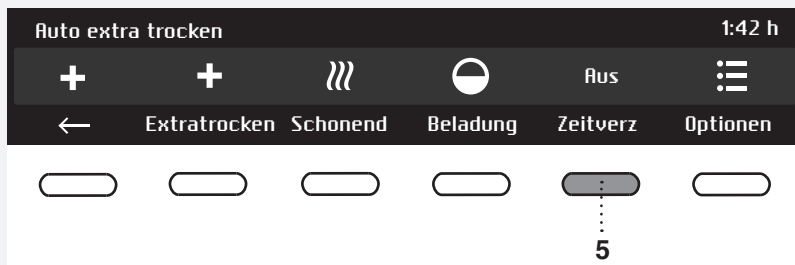 Auto extra trocken 1:42 h
Aus
← Extratrocken Schonend Beladung Zeitverz Optionen
5